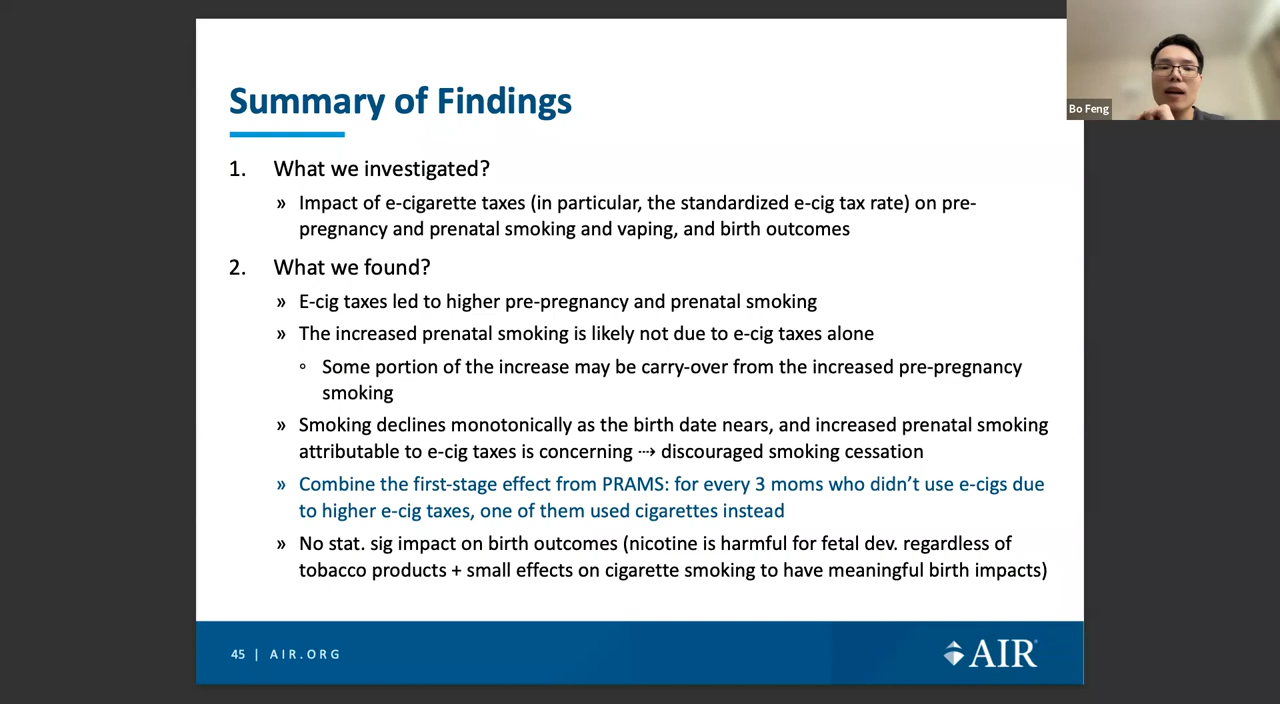 Summary of Findings
Bo Feng
1. What we investigated?
» Impact of e-cigarette taxes (in particular, the standardized e-cig tax rate) on pre-
pregnancy and prenatal smoking and vaping, and birth outcomes
2. What we found?
» E-cig taxes led to higher pre-pregnancy and prenatal smoking
» The increased prenatal smoking is likely not due to e-cig taxes alone
° Some portion of the increase may be carry-over from the increased pre-pregnancy
smoking
» Smoking declines monotonically as the birth date nears, and increased prenatal smoking
attributable to e-cig taxes is concerning ⇢ discouraged smoking cessation
» Combine the first-stage effect from PRAMS: for every 3 moms who didn’t use e-cigs due
to higher e-cig taxes, one of them used cigarettes instead
» No stat. sig impact on birth outcomes (nicotine is harmful for fetal dev. regardless of
tobacco products + small effects on cigarette smoking to have meaningful birth impacts)
45 | AIR.ORG
AIR